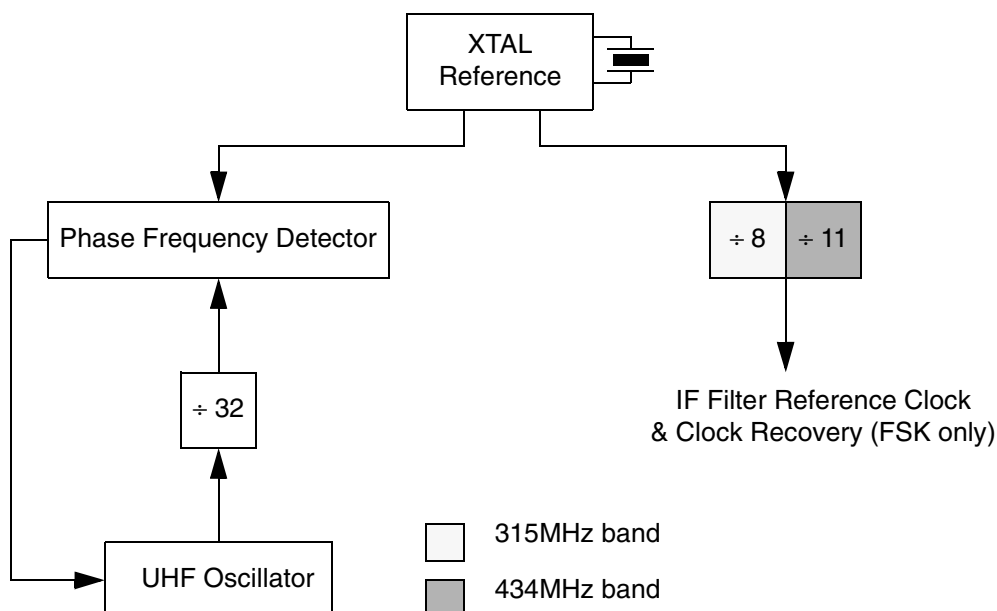 XTAL
Reference
Phase Frequency Detector
÷ 8
÷ 11
÷ 32
IF Filter Reference Clock
& Clock Recovery (FSK only)
UHF Oscillator
315MHz band
434MHz band